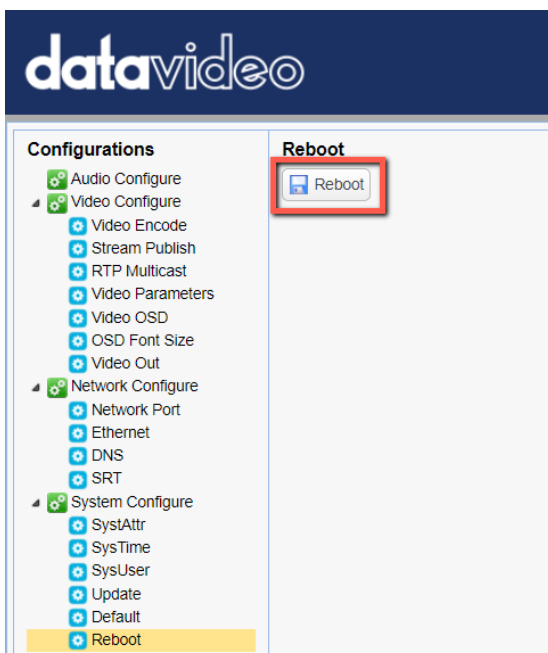 datavideo
Configurations
Audio Configure
Video Configure
Video Encode
Stream Publish
RTP Multicast
Video Parameters
Video OSD
OSD Font Size
Video Out
Network Configure
Network Port
Ethernet
DNS
SRT
System Configure
SystAttr
SysTime
SysUser
Update
Default
Reboot
Reboot
Reboot